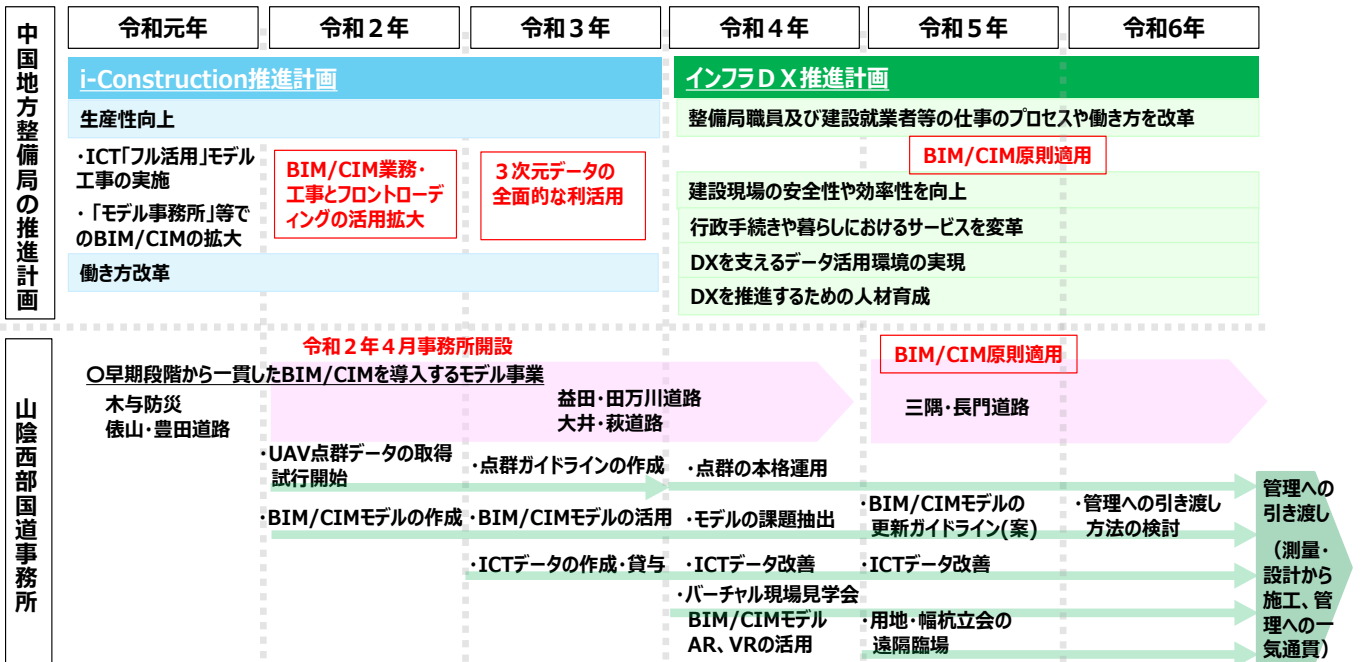 中国地方整備局の推進計画
令和元年
令和２年
令和３年
令和４年
令和５年
令和6年
i-Construction推進計画
インフラＤＸ推進計画
生産性向上
整備局職員及び建設就業者等の仕事のプロセスや働き方を改革
・ICT「フル活用」モデル
工事の実施
・「モデル事務所」等で
のBIM/CIMの拡大
BIM/CIM業務・
工事とフロントローデ
ィングの活用拡大
３次元データの
全面的な利活用
BIM/CIM原則適用
建設現場の安全性や効率性を向上
行政手続きや暮らしにおけるサービスを変革
働き方改革
DXを支えるデータ活用環境の実現
DXを推進するための人材育成
山陰西部国道事務所
令和２年４月事務所開設
BIM/CIM原則適用
〇早期段階から一貫したBIM/CIMを導入するモデル事業
木与防災
俵山・豊田道路
益田・田万川道路
大井・萩道路
三隅・長門道路
・UAV点群データの取得
試行開始
・点群ガイドラインの作成
・点群の本格運用
・BIM/CIMモデルの作成
・BIM/CIMモデルの活用
・モデルの課題抽出
・BIM/CIMモデルの
更新ガイドライン(案)
・管理への引き渡し
方法の検討
・ICTデータの作成・貸与
・ICTデータ改善
・ICTデータ改善
・バーチャル現場見学会
BIM/CIMモデル
AR、VRの活用
・用地・幅杭立会の
遠隔臨場
管理への
引き渡し
（測量・
設計から
施工、管
理への一
気通貫）